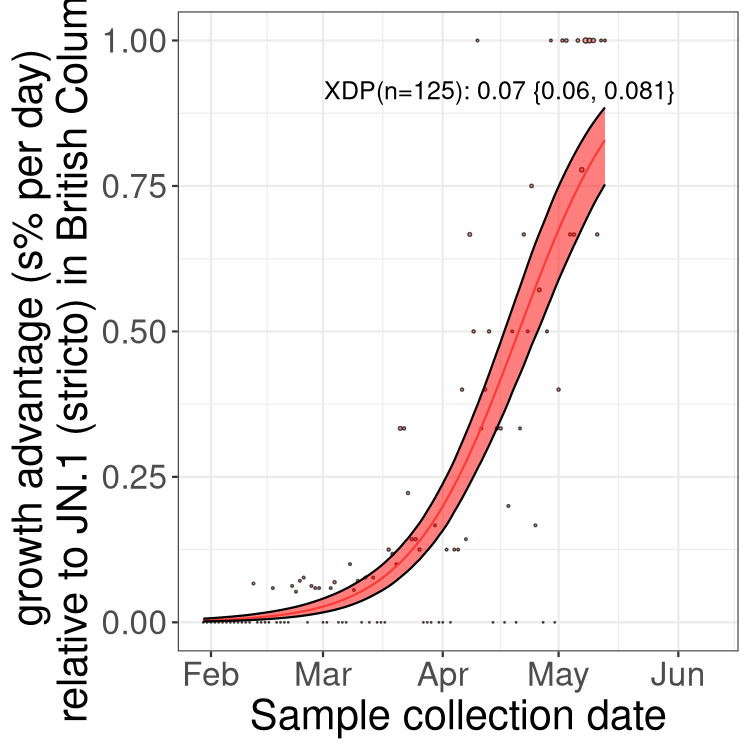 growth advantage (s% per day)
relative to JN.1 (stricto) in British Colum
1.00
0.75
0.50
0.25
0.00
XDP(n=125): 0.07 {0.06, 0.081}
Feb Mar Apr May Jun
Sample collection date